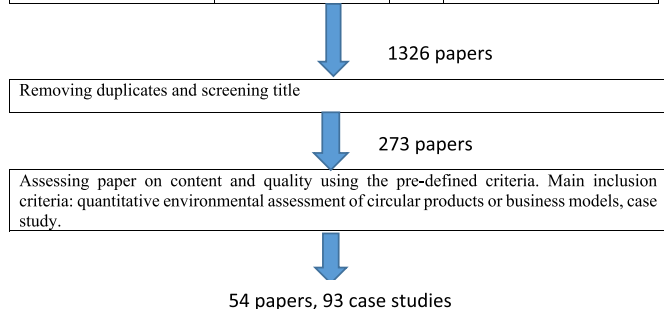 1326 papers
Removing duplicates and screening title
273 papers
Assessing paper on content and quality using the pre-defined criteria. Main inclusion
criteria: quantitative environmental assessment of circular products or business models, case
study.
54 papers, 93 case studies